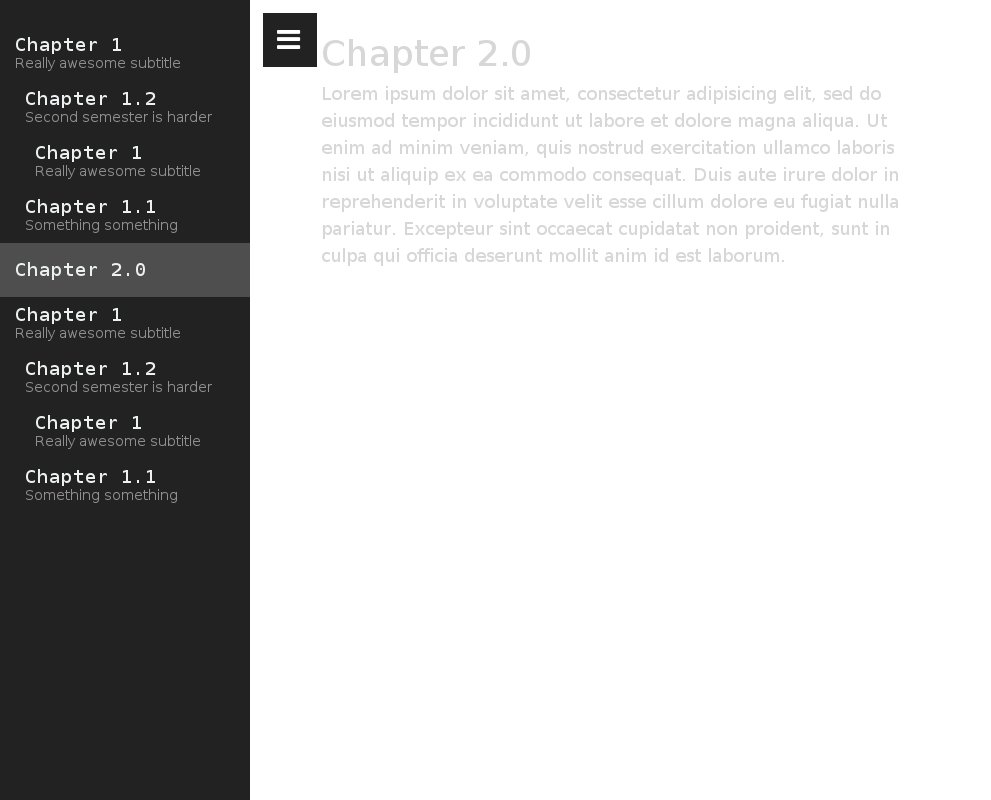 Chapter 1
Really awesome subtitle
Chapter 1.2
Second semester is harder
Chapter 1
Really awesome subtitle
Chapter 1.1
Something something
Chapter 2.0
Chapter 1
Really awesome subtitle
Chapter 1.2
Second semester is harder
Chapter 1
Really awesome subtitle
Chapter 1.1
Something something
Chapter 2.0
Lorem ipsum dolor sit amet, consectetur adipisicing elit, sed do
eiusmod tempor incididunt ut labore et dolore magna aliqua. Ut
enim ad minim veniam, quis nostrud exercitation ullamco laboris
nisi ut aliquip ex ea commodo consequat. Duis aute irure dolor in
reprehenderit in voluptate velit esse cillum dolore eu fugiat nulla
pariatur. Excepteur sint occaecat cupidatat non proident, sunt in
culpa qui officia deserunt mollit anim id est laborum.